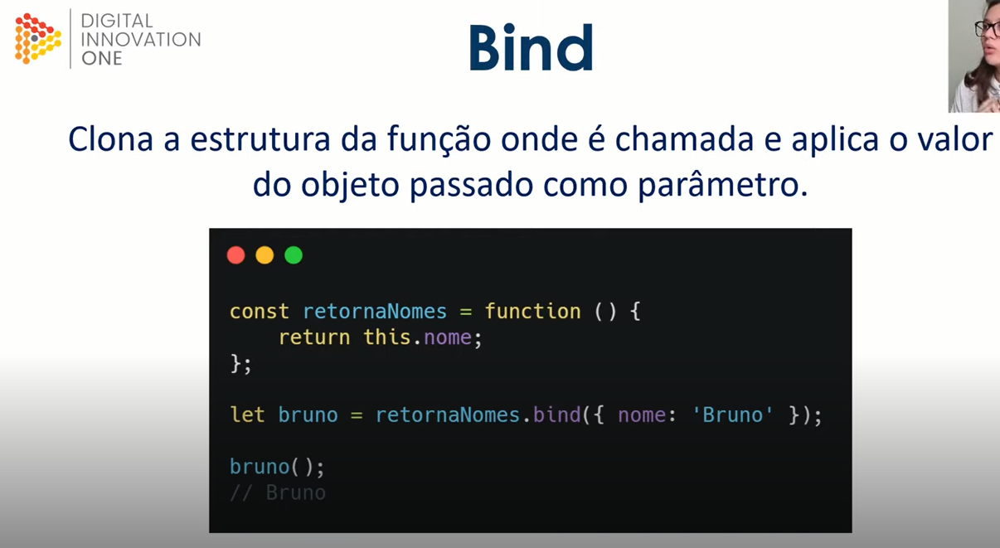 DIGITAL
INNOVATION
ONE
Bind
Clona a estrutura da função onde é chamada e aplica o valor
do objeto passado como parâmetro.
const retornaNomes = function () {
    return this.nome;
};
let bruno = retornaNomes.bind({ nome: 'Bruno' });
bruno();
// Bruno